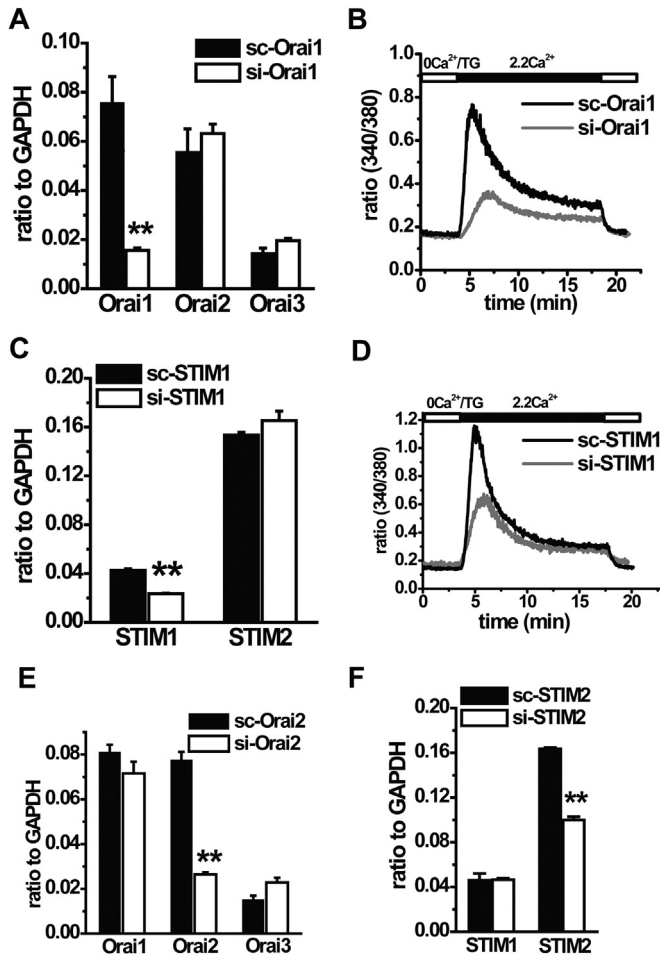 A
sc-Orai1
si-Orai1
ratio to GAPDH
0.10
0.08
0.06
0.04
0.02
0.00
**
Orai1 Orai2 Orai3
B
0Ca²⁺/TG 2.2Ca²⁺
sc-Orai1
si-Orai1
ratio (340/380)
1.0
0.8
0.6
0.4
0.2
0.0
0 5 10 15 20
time (min)
C
sc-STIM1
si-STIM1
ratio to GAPDH
0.20
0.16
0.12
0.08
0.04
0.00
**
STIM1 STIM2
D
0Ca²⁺/TG 2.2Ca²⁺
sc-STIM1
si-STIM1
ratio (340/380)
1.2
1.0
0.8
0.6
0.4
0.2
0.0
0 5 10 15 20
time (min)
E
sc-Orai2
si-Orai2
ratio to GAPDH
0.08
0.06
0.04
0.02
0.00
**
Orai1 Orai2 Orai3
F
sc-STIM2
si-STIM2
ratio to GAPDH
0.20
0.16
0.12
0.08
0.04
0.00
**
STIM1 STIM2